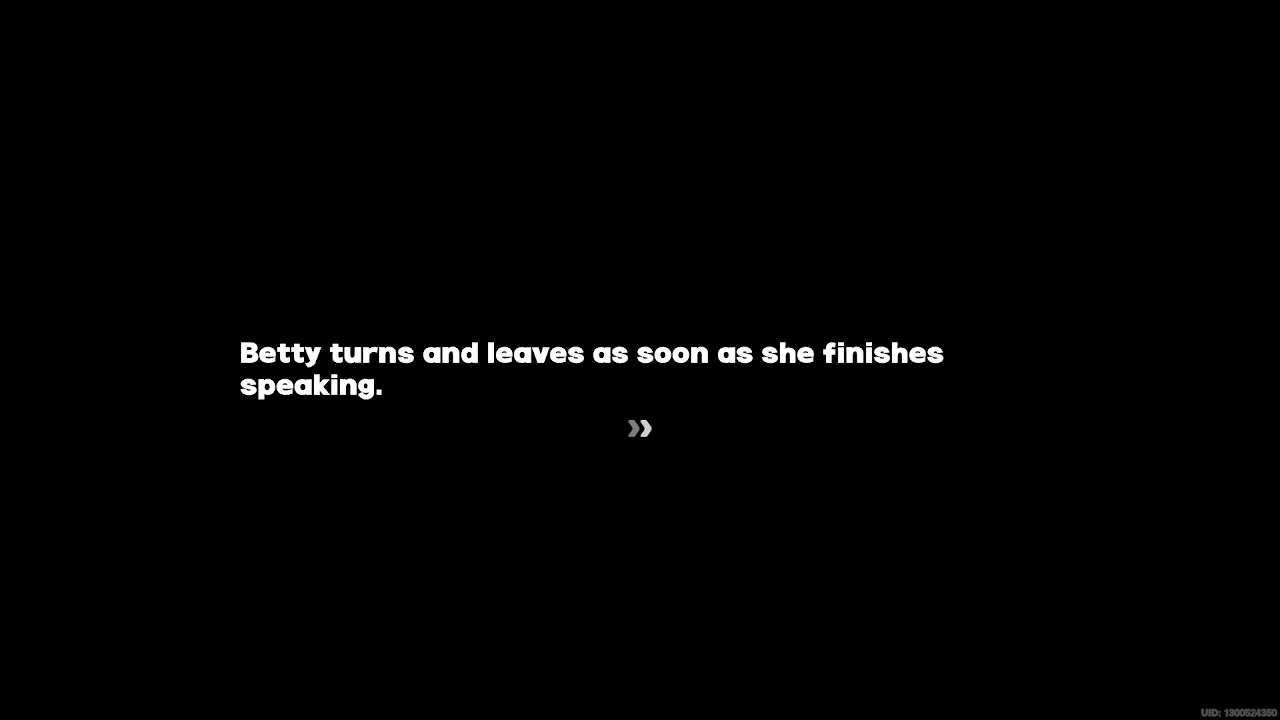 Betty turns and leaves as soon as she finishes
speaking.
UID: 1300524350